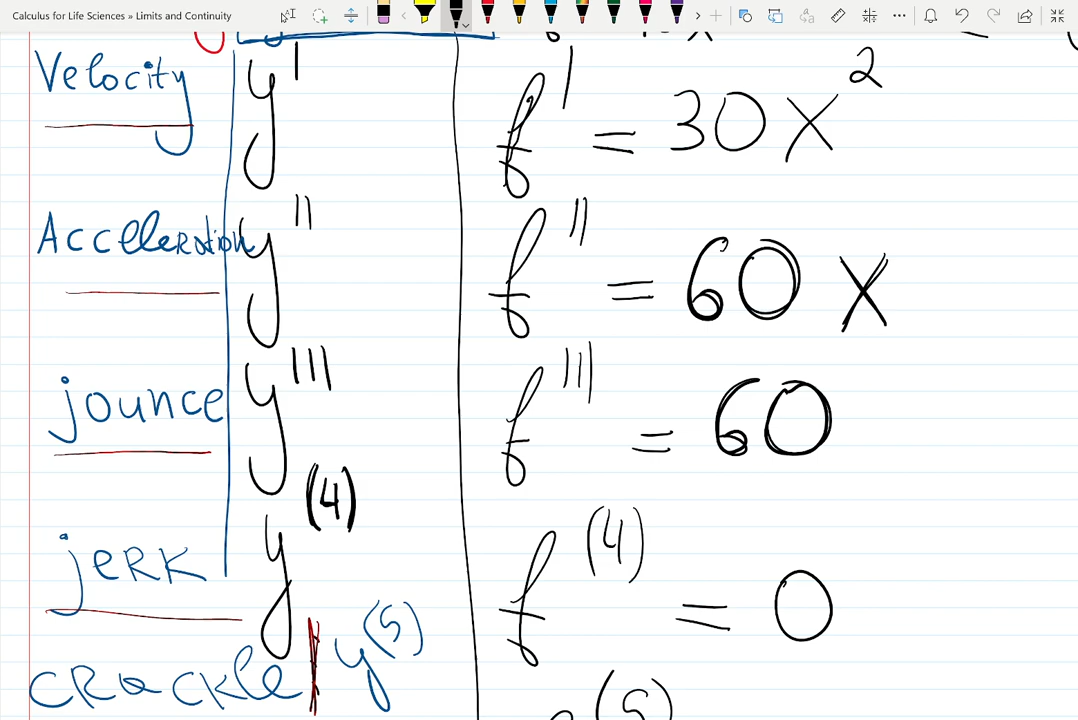 Calculus for Life Sciences » Limits and Continuity
Velocity y' f' = 30x²
Acceleration y'' f'' = 60x
jounce y''' f''' = 60
jerk y⁽⁴⁾ f⁽⁴⁾ = 0
crackle y⁽⁵⁾
(5)